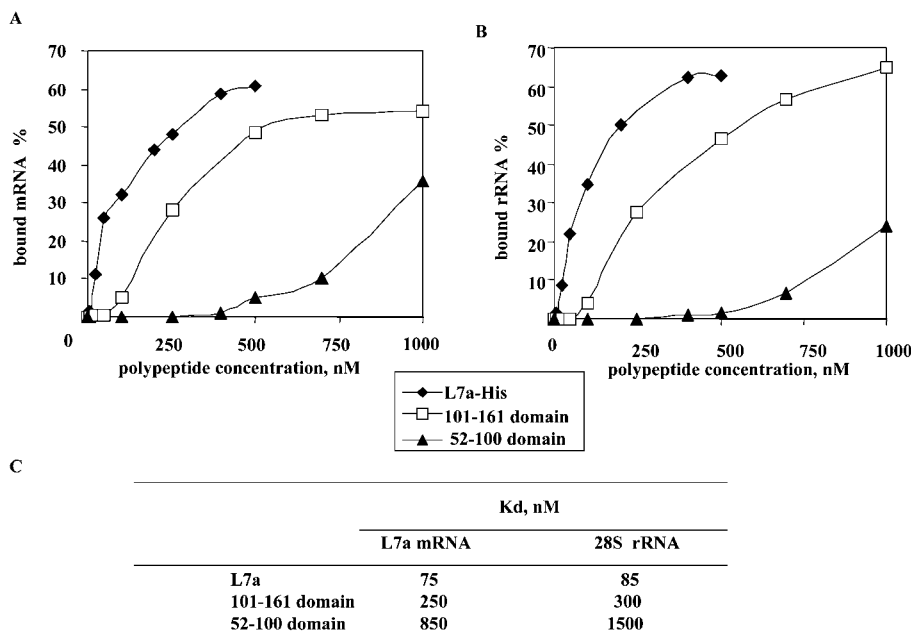 A
B
70
60
50
40
30
20
10
0
250
500
750
1000
bound mRNA %
polypeptide concentration, nM
70
60
50
40
30
20
10
0
250
500
750
1000
bound rRNA %
polypeptide concentration, nM
L7a-His
101-161 domain
52-100 domain
C
Kd, nM
L7a mRNA 28S rRNA
L7a 75 85
101-161 domain 250 300
52-100 domain 850 1500